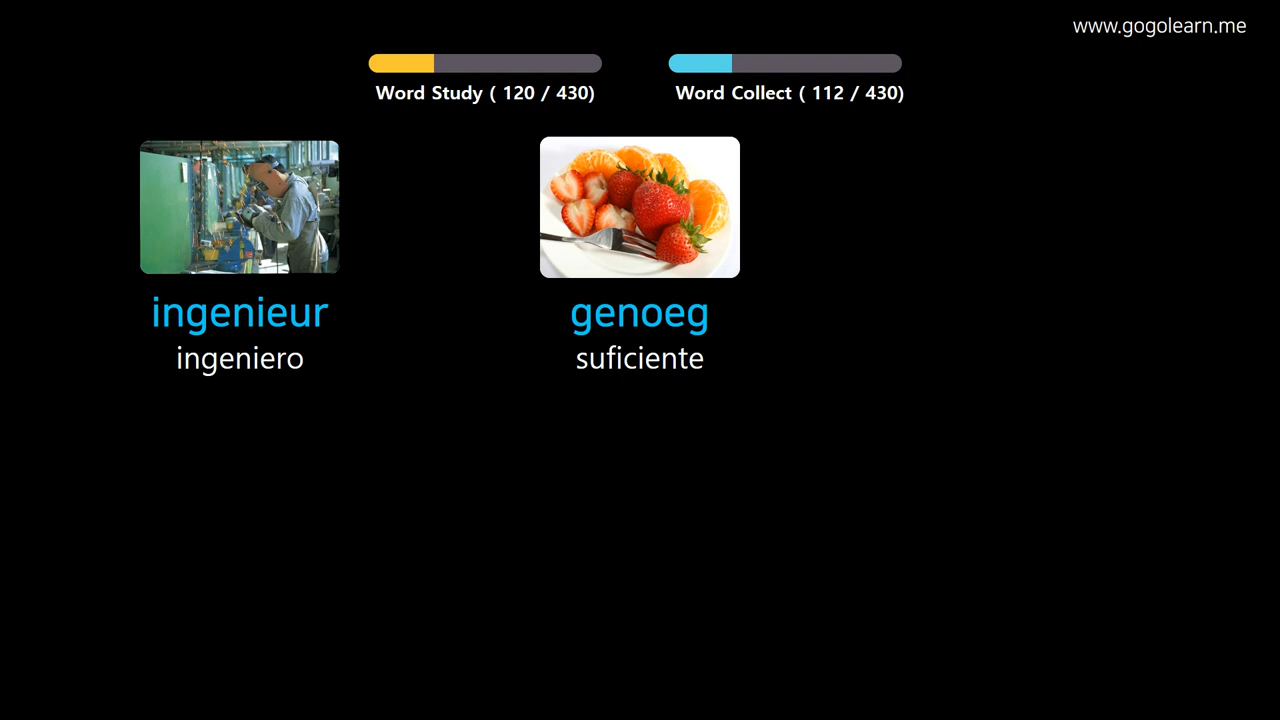 www.gogolearn.me
Word Study ( 120 / 430)
Word Collect ( 112 / 430)
ingenieur
ingeniero
genoeg
suficiente